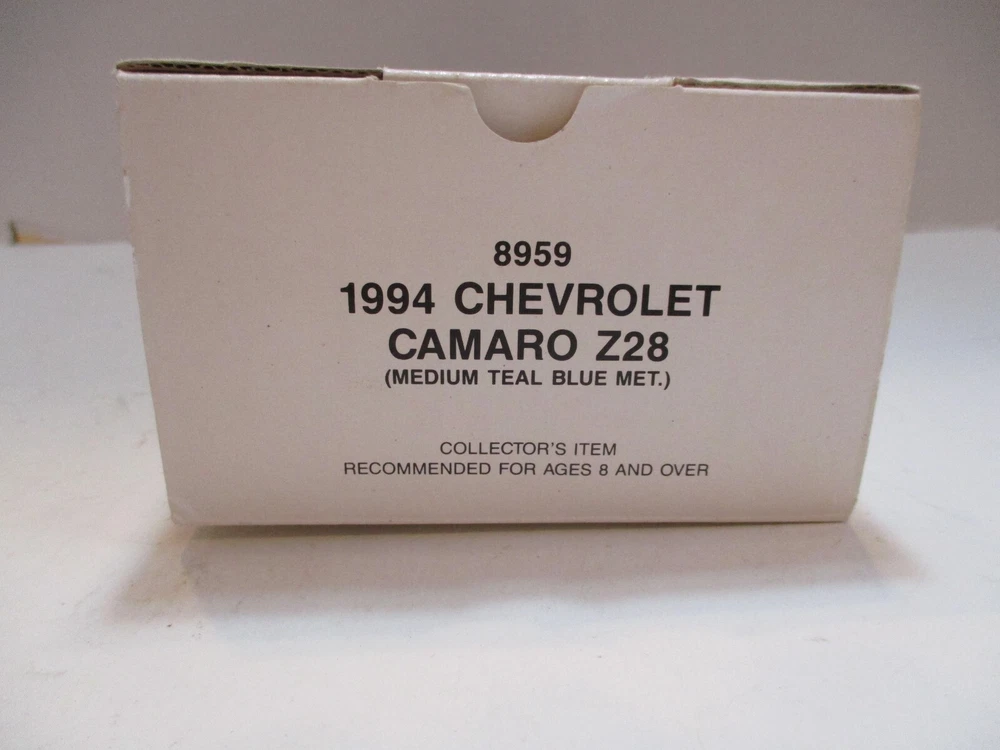 8959
1994 CHEVROLET
CAMARO Z28
(MEDIUM TEAL BLUE MET.)
COLLECTOR'S ITEM
RECOMMENDED FOR AGES 8 AND OVER